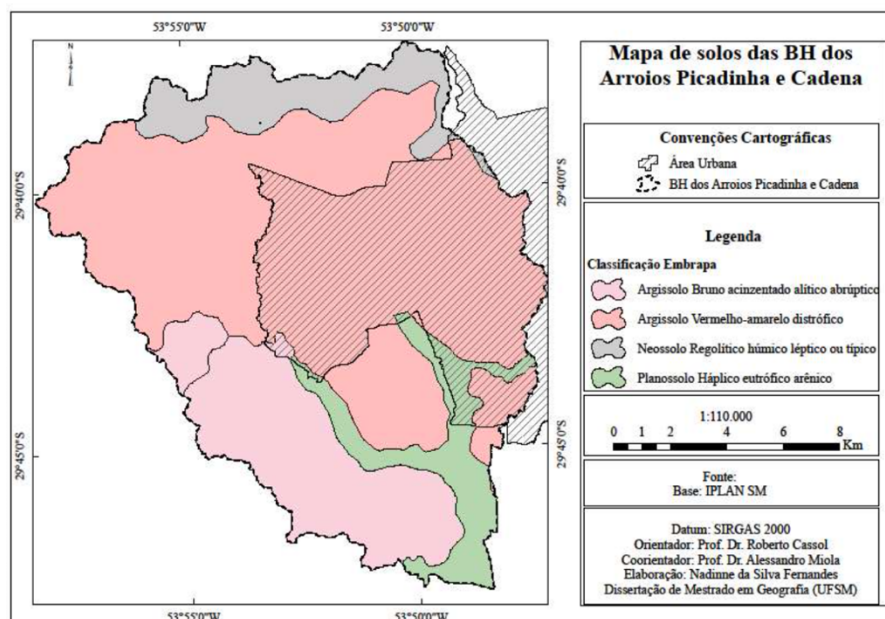 53°55'0"W
53°50'0"W
N
29°40'0"S
29°40'0"S
29°45'0"S
29°45'0"S
53°55'0"W
53°50'0"W
Mapa de solos das BH dos
Arroios Picadinha e Cadena
Convenções Cartográficas
Área Urbana
BH dos Arroios Picadinha e Cadena
Legenda
Classificação Embrapa
Argissolo Bruno acinzentado alítico abrúptico
Argissolo Vermelho-amarelo distrófico
Neossolo Regolítico húmico léptico ou típico
Planossolo Háplico eutrófico arênico
1:110.000
0 1 2 4 6 8
Km
Fonte:
Base: IPLAN SM
Datum: SIRGAS 2000
Orientador: Prof. Dr. Roberto Cassol
Coorientador: Prof. Dr. Alessandro Miola
Elaboração: Nadinne da Silva Fernandes
Dissertação de Mestrado em Geografia (UFSM)